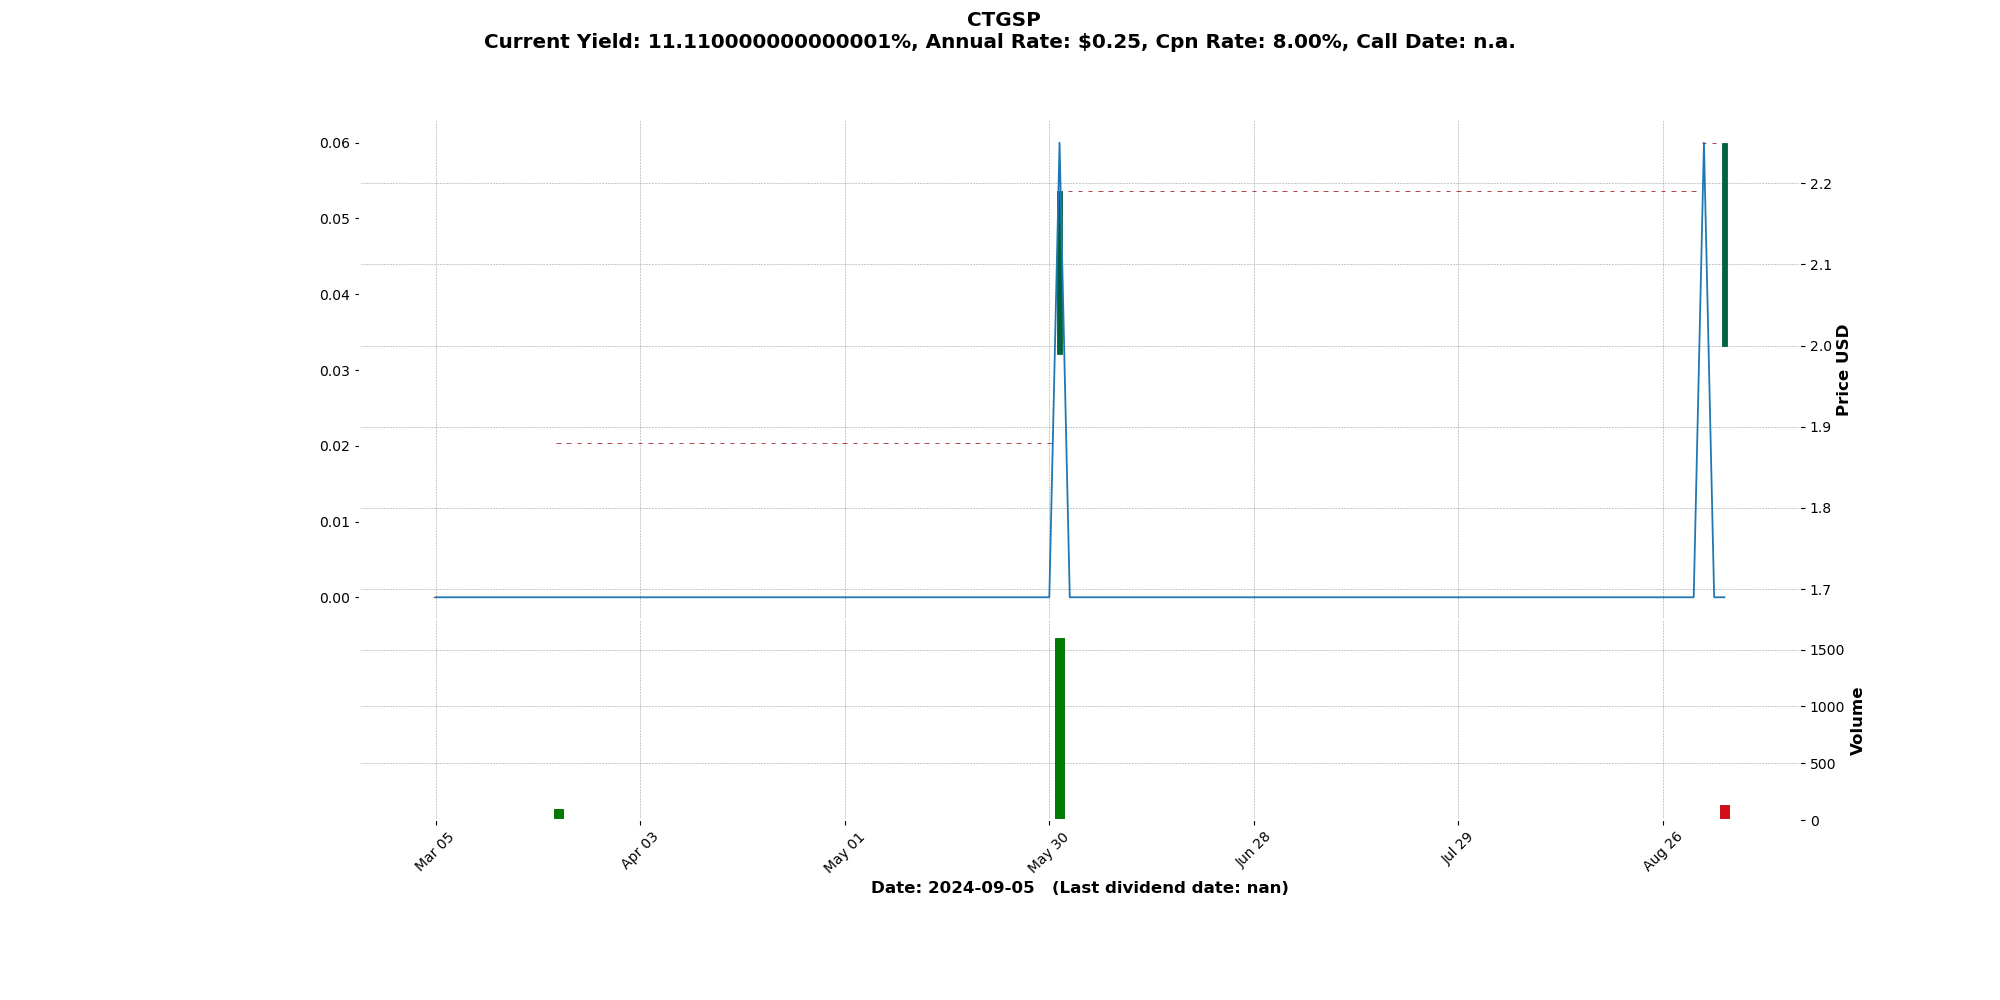 CTGSP
Current Yield: 11.110000000000001%, Annual Rate: $0.25, Cpn Rate: 8.00%, Call Date: n.a.
0.06
0.05
0.04
0.03
0.02
0.01
0.00
2.2
2.1
2.0
1.9
1.8
1.7
Price USD
1500
1000
500
0
Volume
Mar 05
Apr 03
May 01
May 30
Jun 28
Jul 29
Aug 26
Date: 2024-09-05   (Last dividend date: nan)